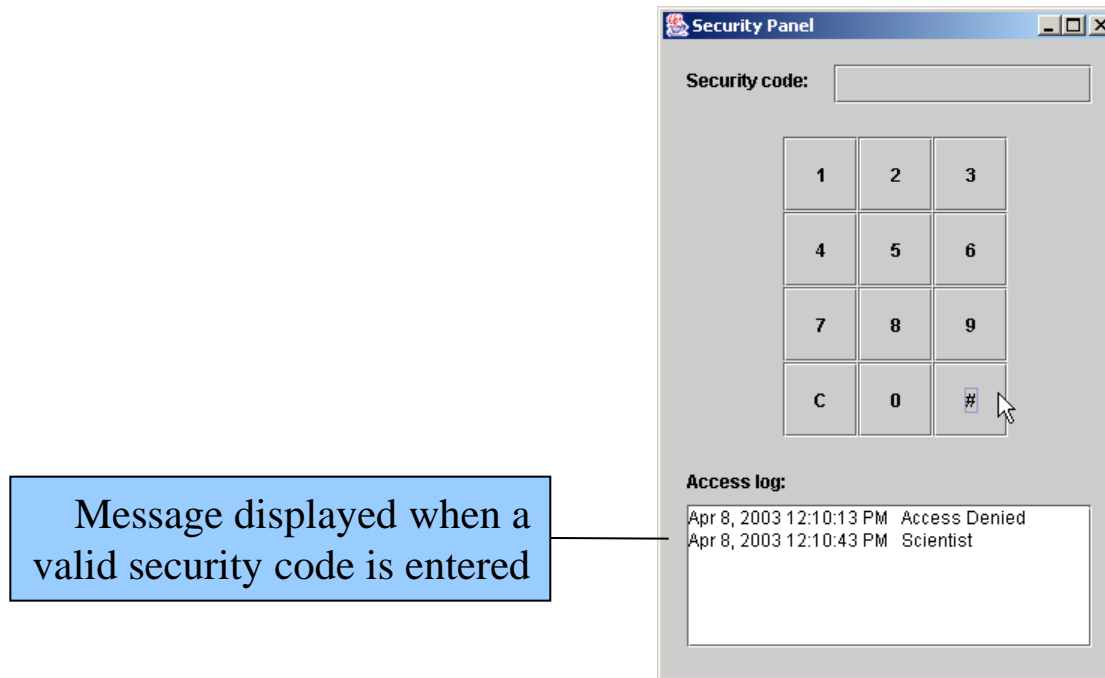 Security Panel
Security code:
1 2 3
4 5 6
7 8 9
C 0 #
Access log:
Apr 8, 2003 12:10:13 PM Access Denied
Apr 8, 2003 12:10:43 PM Scientist
Message displayed when a
valid security code is entered